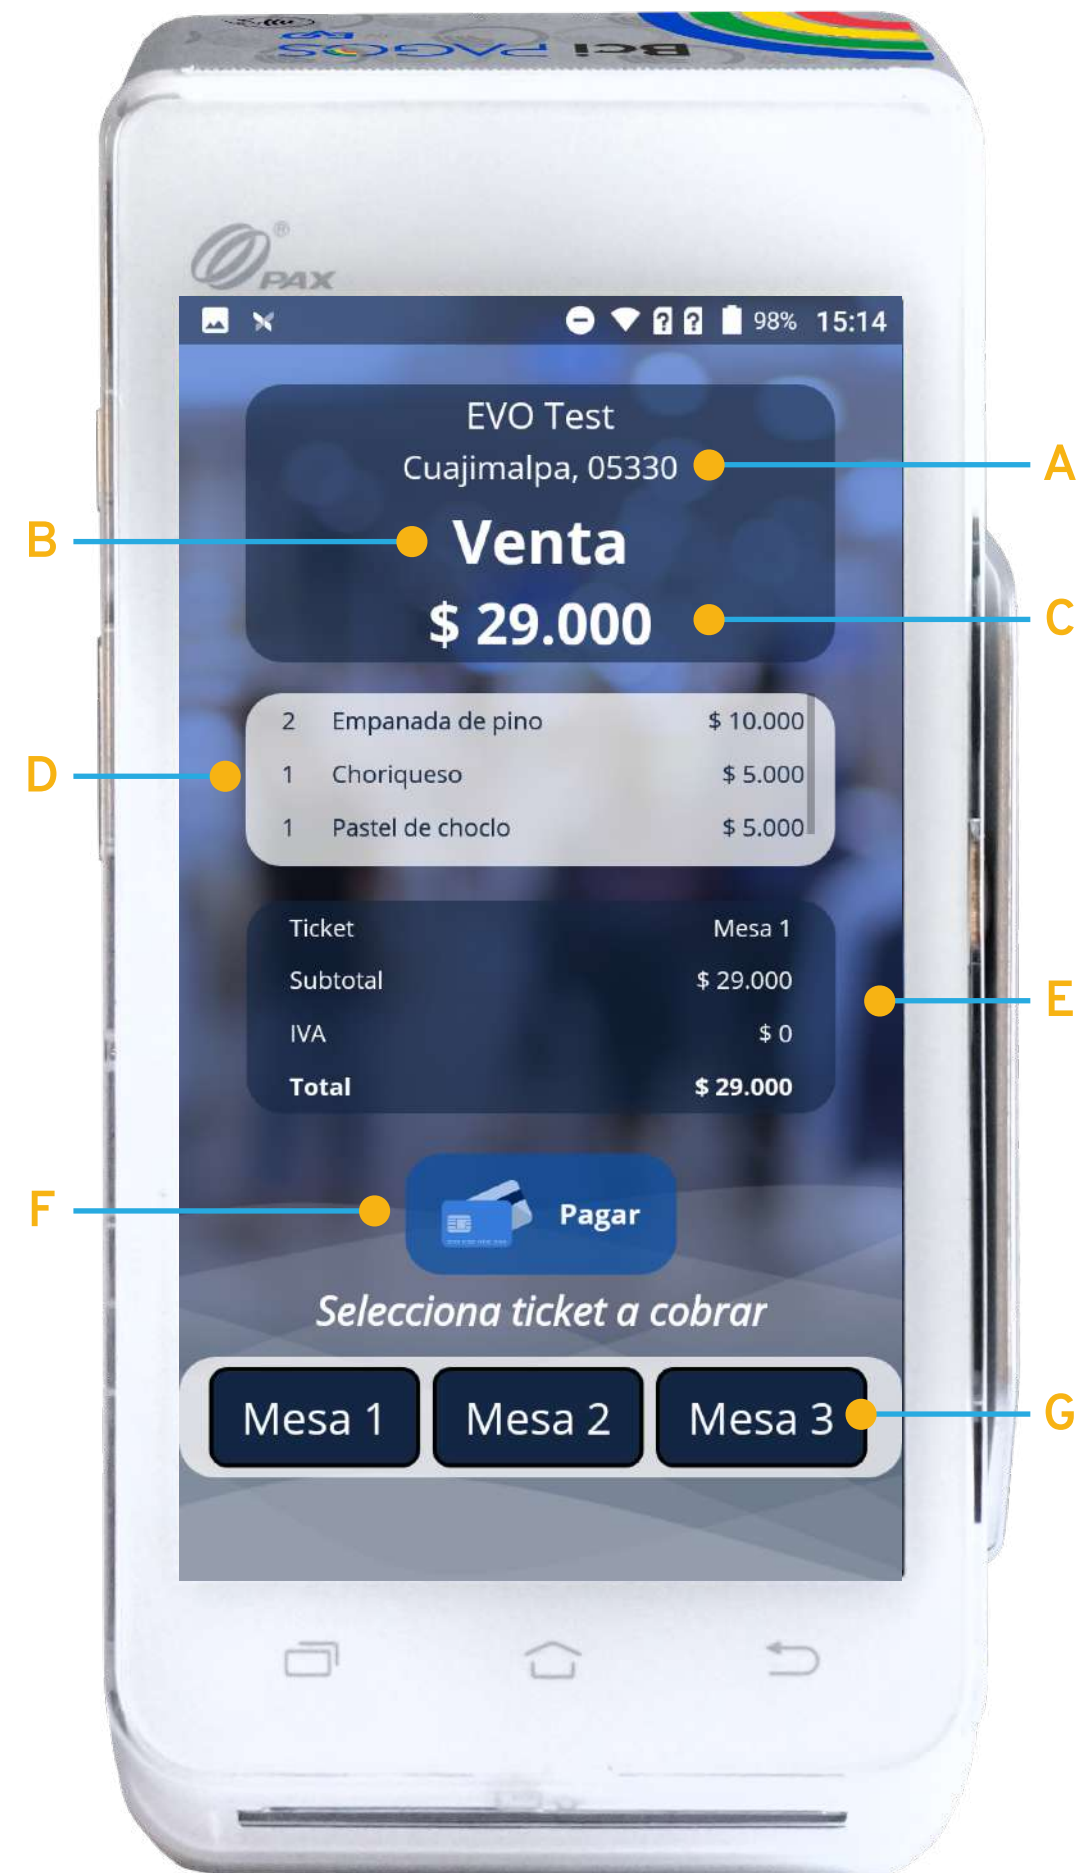 Bci PAGOS
by EVO
PAX®
98% 15:14
EVO Test
Cuajimalpa, 05330
A
B
Venta
$ 29.000
C
2 Empanada de pino $ 10.000
D
1 Choriqueso $ 5.000
1 Pastel de choclo $ 5.000
Ticket Mesa 1
Subtotal $ 29.000
E
IVA $ 0
Total $ 29.000
F
Pagar
Selecciona ticket a cobrar
Mesa 1 Mesa 2 Mesa 3
G